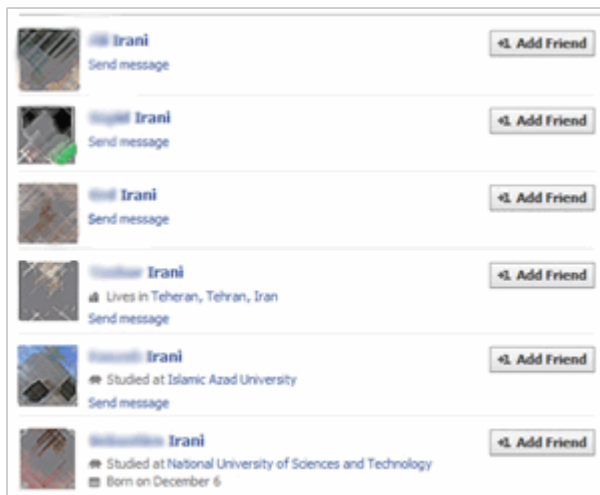 Irani
+1 Add Friend
Send message
Irani
+1 Add Friend
Send message
Irani
+1 Add Friend
Send message
Irani
+1 Add Friend
Lives in Teheran, Tehran, Iran
Send message
Irani
+1 Add Friend
Studied at Islamic Azad University
Send message
Irani
+1 Add Friend
Studied at National University of Sciences and Technology
Born on December 6